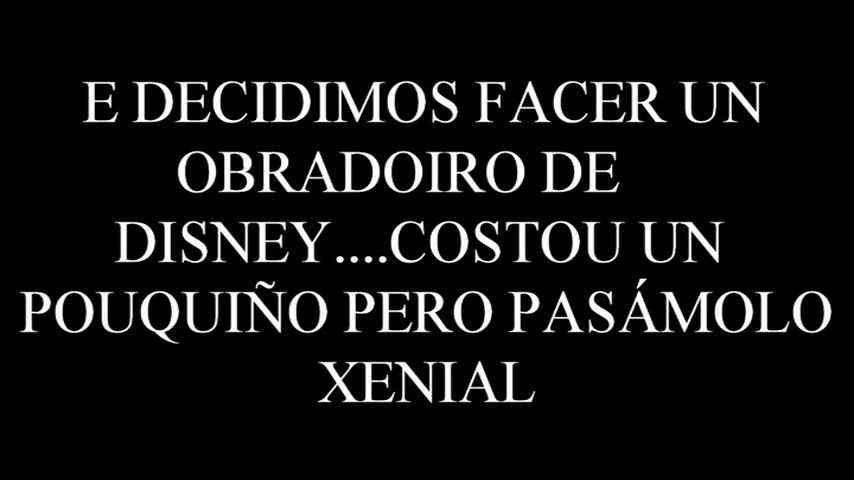 E DECIDIMOS FACER UN
OBRADOIRO DE
DISNEY....COSTOU UN
POUQUIÑO PERO PASÁMOLO
XENIAL